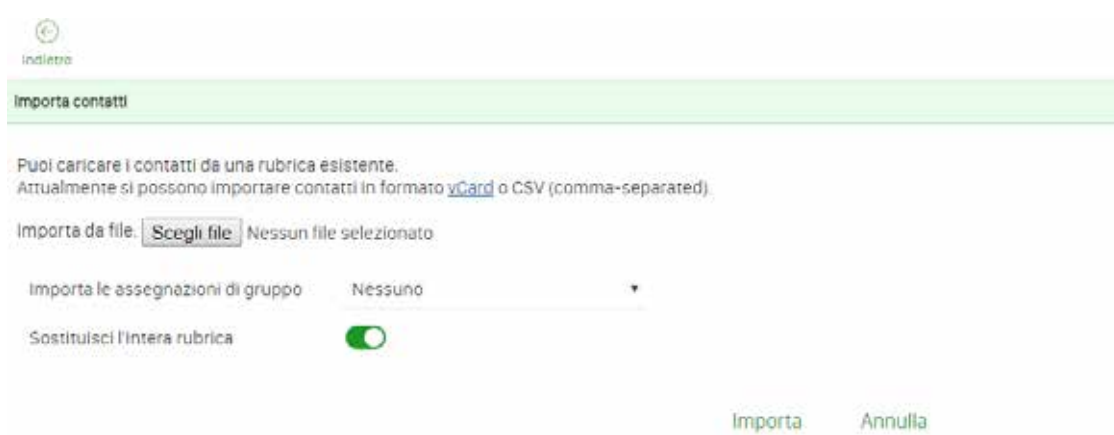 Indietro
Importa contatti
Puoi caricare i contatti da una rubrica esistente.
Attualmente si possono importare contatti in formato vCard o CSV (comma-separated).
Importa da file: Scegli file Nessun file selezionato
Importa le assegnazioni di gruppo Nessuno
Sostituisci l'intera rubrica
Importa Annulla